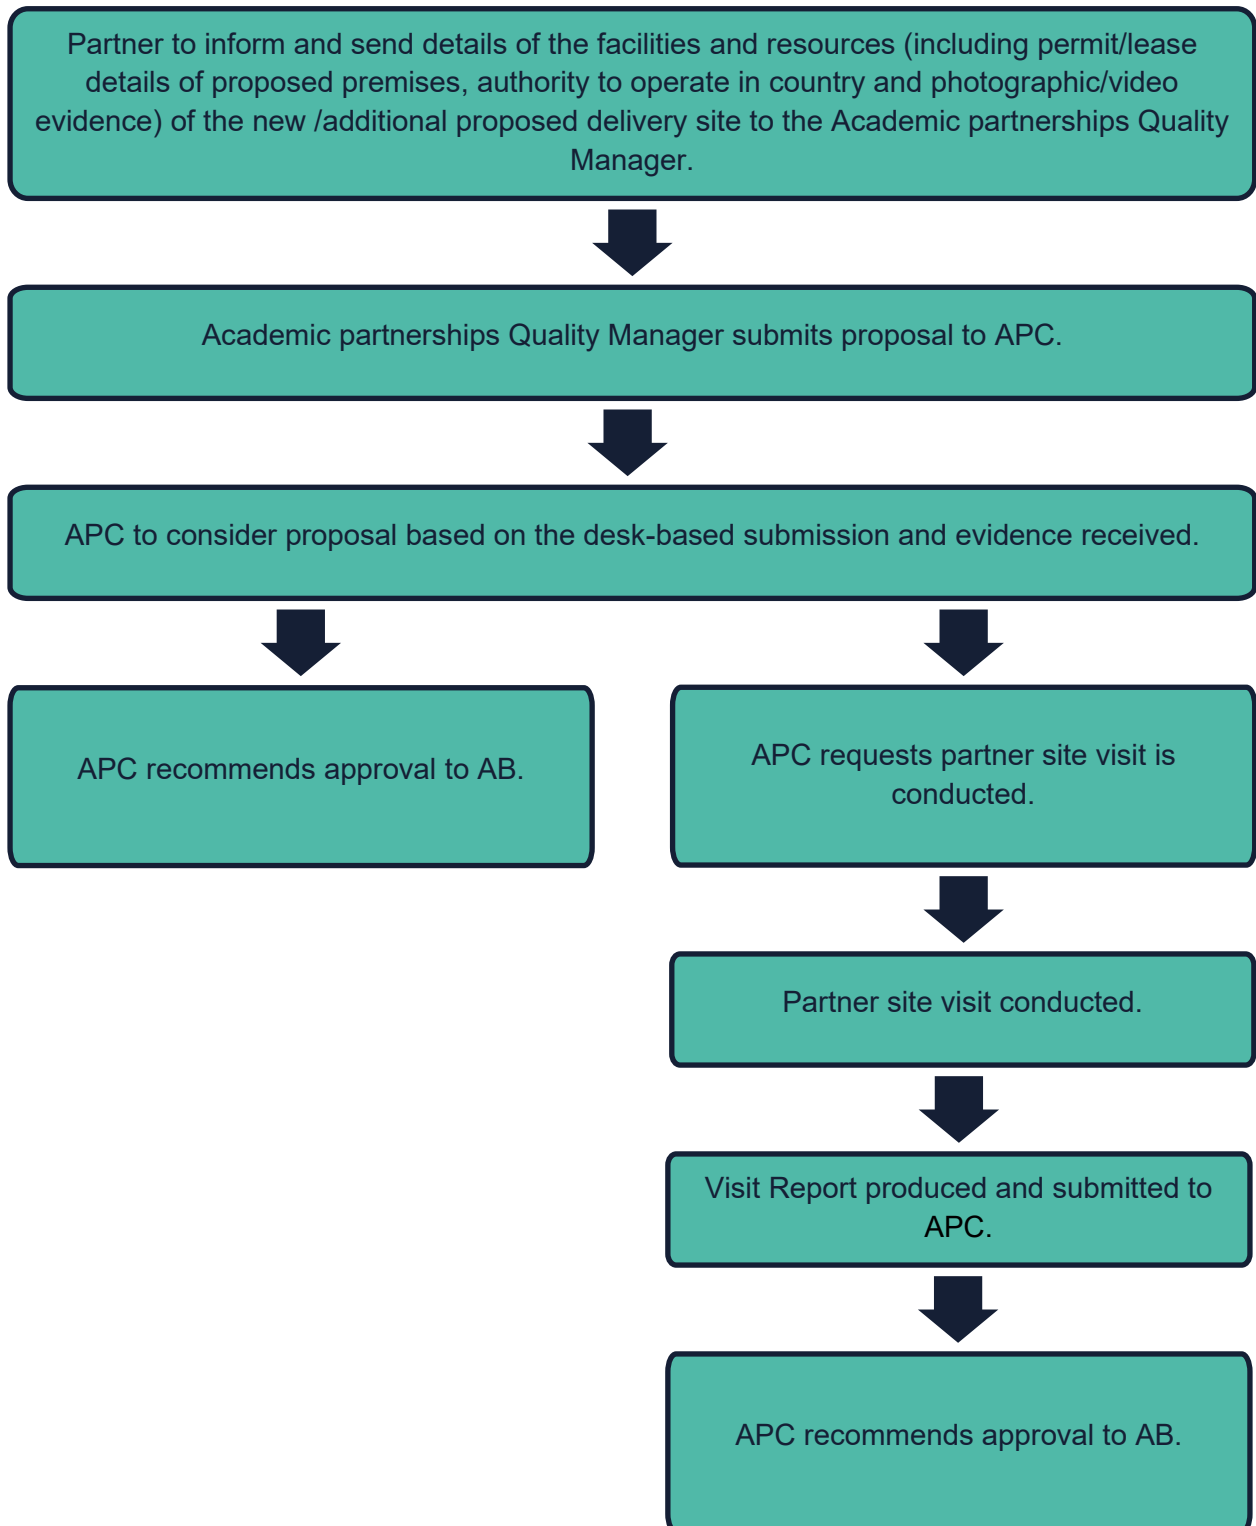 Partner to inform and send details of the facilities and resources (including permit/lease
details of proposed premises, authority to operate in country and photographic/video
evidence) of the new /additional proposed delivery site to the Academic partnerships Quality
Manager.
Academic partnerships Quality Manager submits proposal to APC.
APC to consider proposal based on the desk-based submission and evidence received.
APC recommends approval to AB.
APC requests partner site visit is
conducted.
Partner site visit conducted.
Visit Report produced and submitted to
APC.
APC recommends approval to AB.